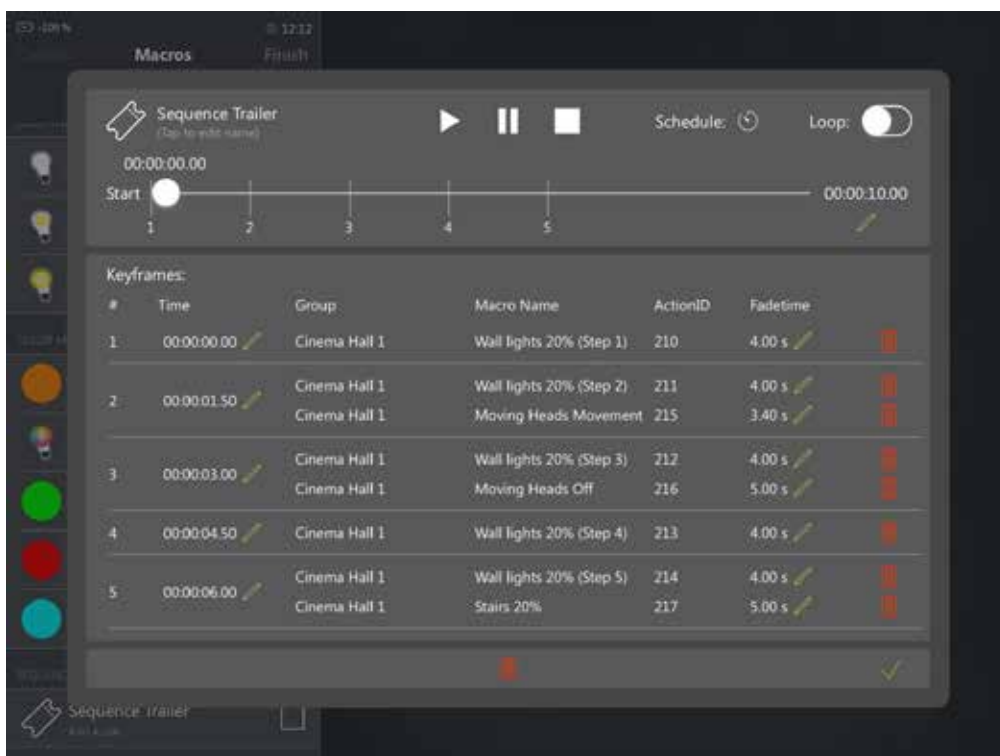 12:12
Macros
Finish
Sequence Trailer
(Tap to edit name)
Schedule:
Loop:
00:00:00.00
Start
00:00:10.00
1 2 3 4 5
Keyframes:
# Time Group Macro Name ActionID Fadetime
1 00:00:00.00 Cinema Hall 1 Wall lights 20% (Step 1) 210 4.00 s
2 00:00:01.50 Cinema Hall 1 Wall lights 20% (Step 2) 211 4.00 s
Cinema Hall 1 Moving Heads Movement 215 3.40 s
3 00:00:03.00 Cinema Hall 1 Wall lights 20% (Step 3) 212 4.00 s
Cinema Hall 1 Moving Heads Off 216 5.00 s
4 00:00:04.50 Cinema Hall 1 Wall lights 20% (Step 4) 213 4.00 s
5 00:00:06.00 Cinema Hall 1 Wall lights 20% (Step 5) 214 4.00 s
Cinema Hall 1 Stairs 20% 217 5.00 s
Sequence Trailer